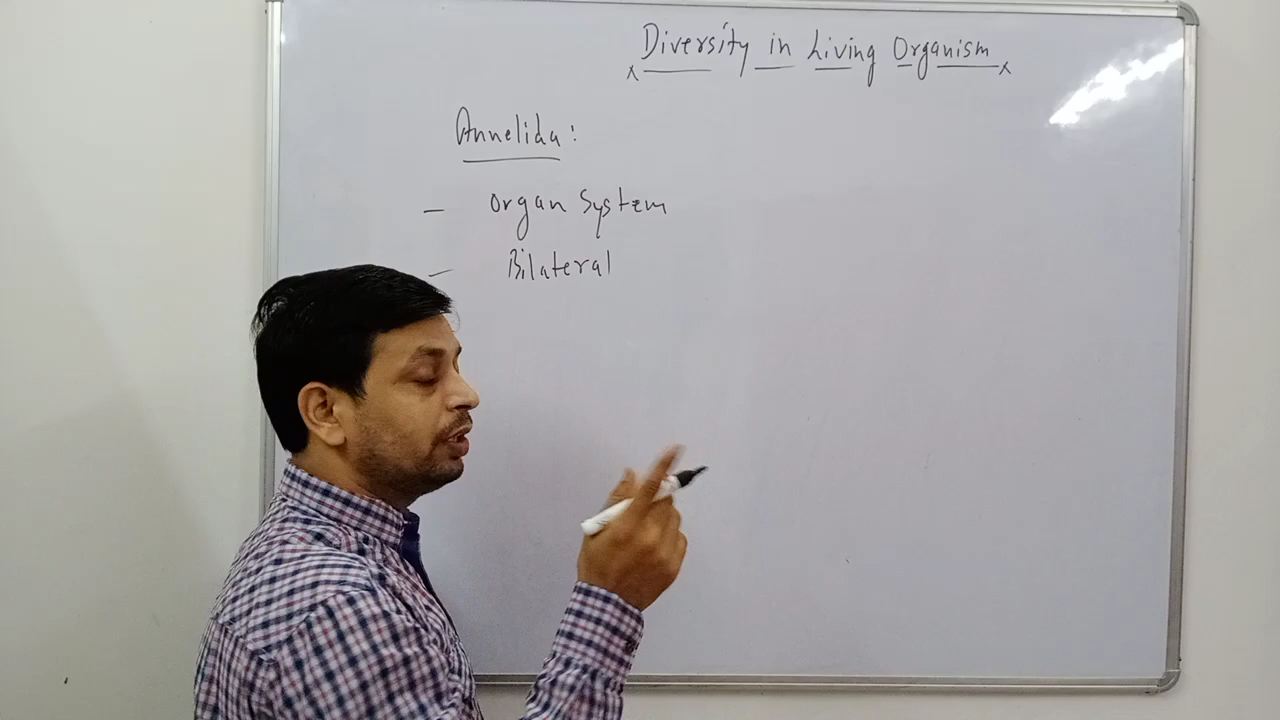 Diversity in Living Organism
Annelida:
- Organ System
- Bilateral